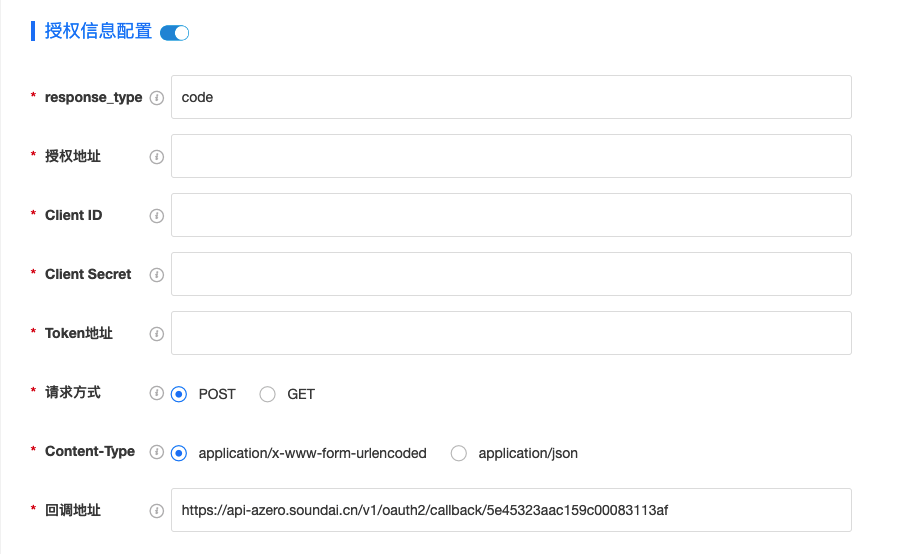 授权信息配置
* response_type code
* 授权地址
* Client ID
* Client Secret
* Token地址
* 请求方式 POST GET
* Content-Type application/x-www-form-urlencoded application/json
* 回调地址 https://api-azero.soundai.cn/v1/oauth2/callback/5e45323aac159c00083113af